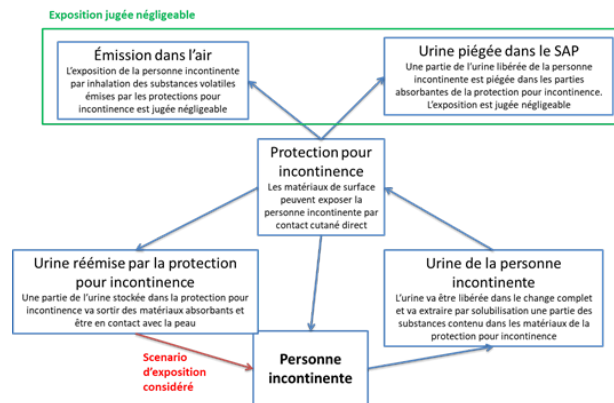 Exposition jugée négligeable
Émission dans l'air
L'exposition de la personne incontinente
par inhalation des substances volatiles
émises par les protections pour
incontinence est jugée négligeable
Urine piégée dans le SAP
Une partie de l'urine libérée de la personne
incontinente est piégée dans les parties
absorbantes de la protection pour incontinence.
L'exposition est jugée négligeable
Protection pour
incontinence
Les matériaux de surface
peuvent exposer la
personne incontinente par
contact cutané direct
Urine réémise par la protection
pour incontinence
Une partie de l'urine stockée dans la protection pour
incontinence va sortir des matériaux absorbants et
être en contact avec la peau
Urine de la personne
incontinente
L'urine va être libérée dans le change complet
et va extraire par solubilisation une partie des
substances contenu dans les matériaux de la
protection pour incontinence
Scenario
d'exposition
considéré
Personne
incontinente